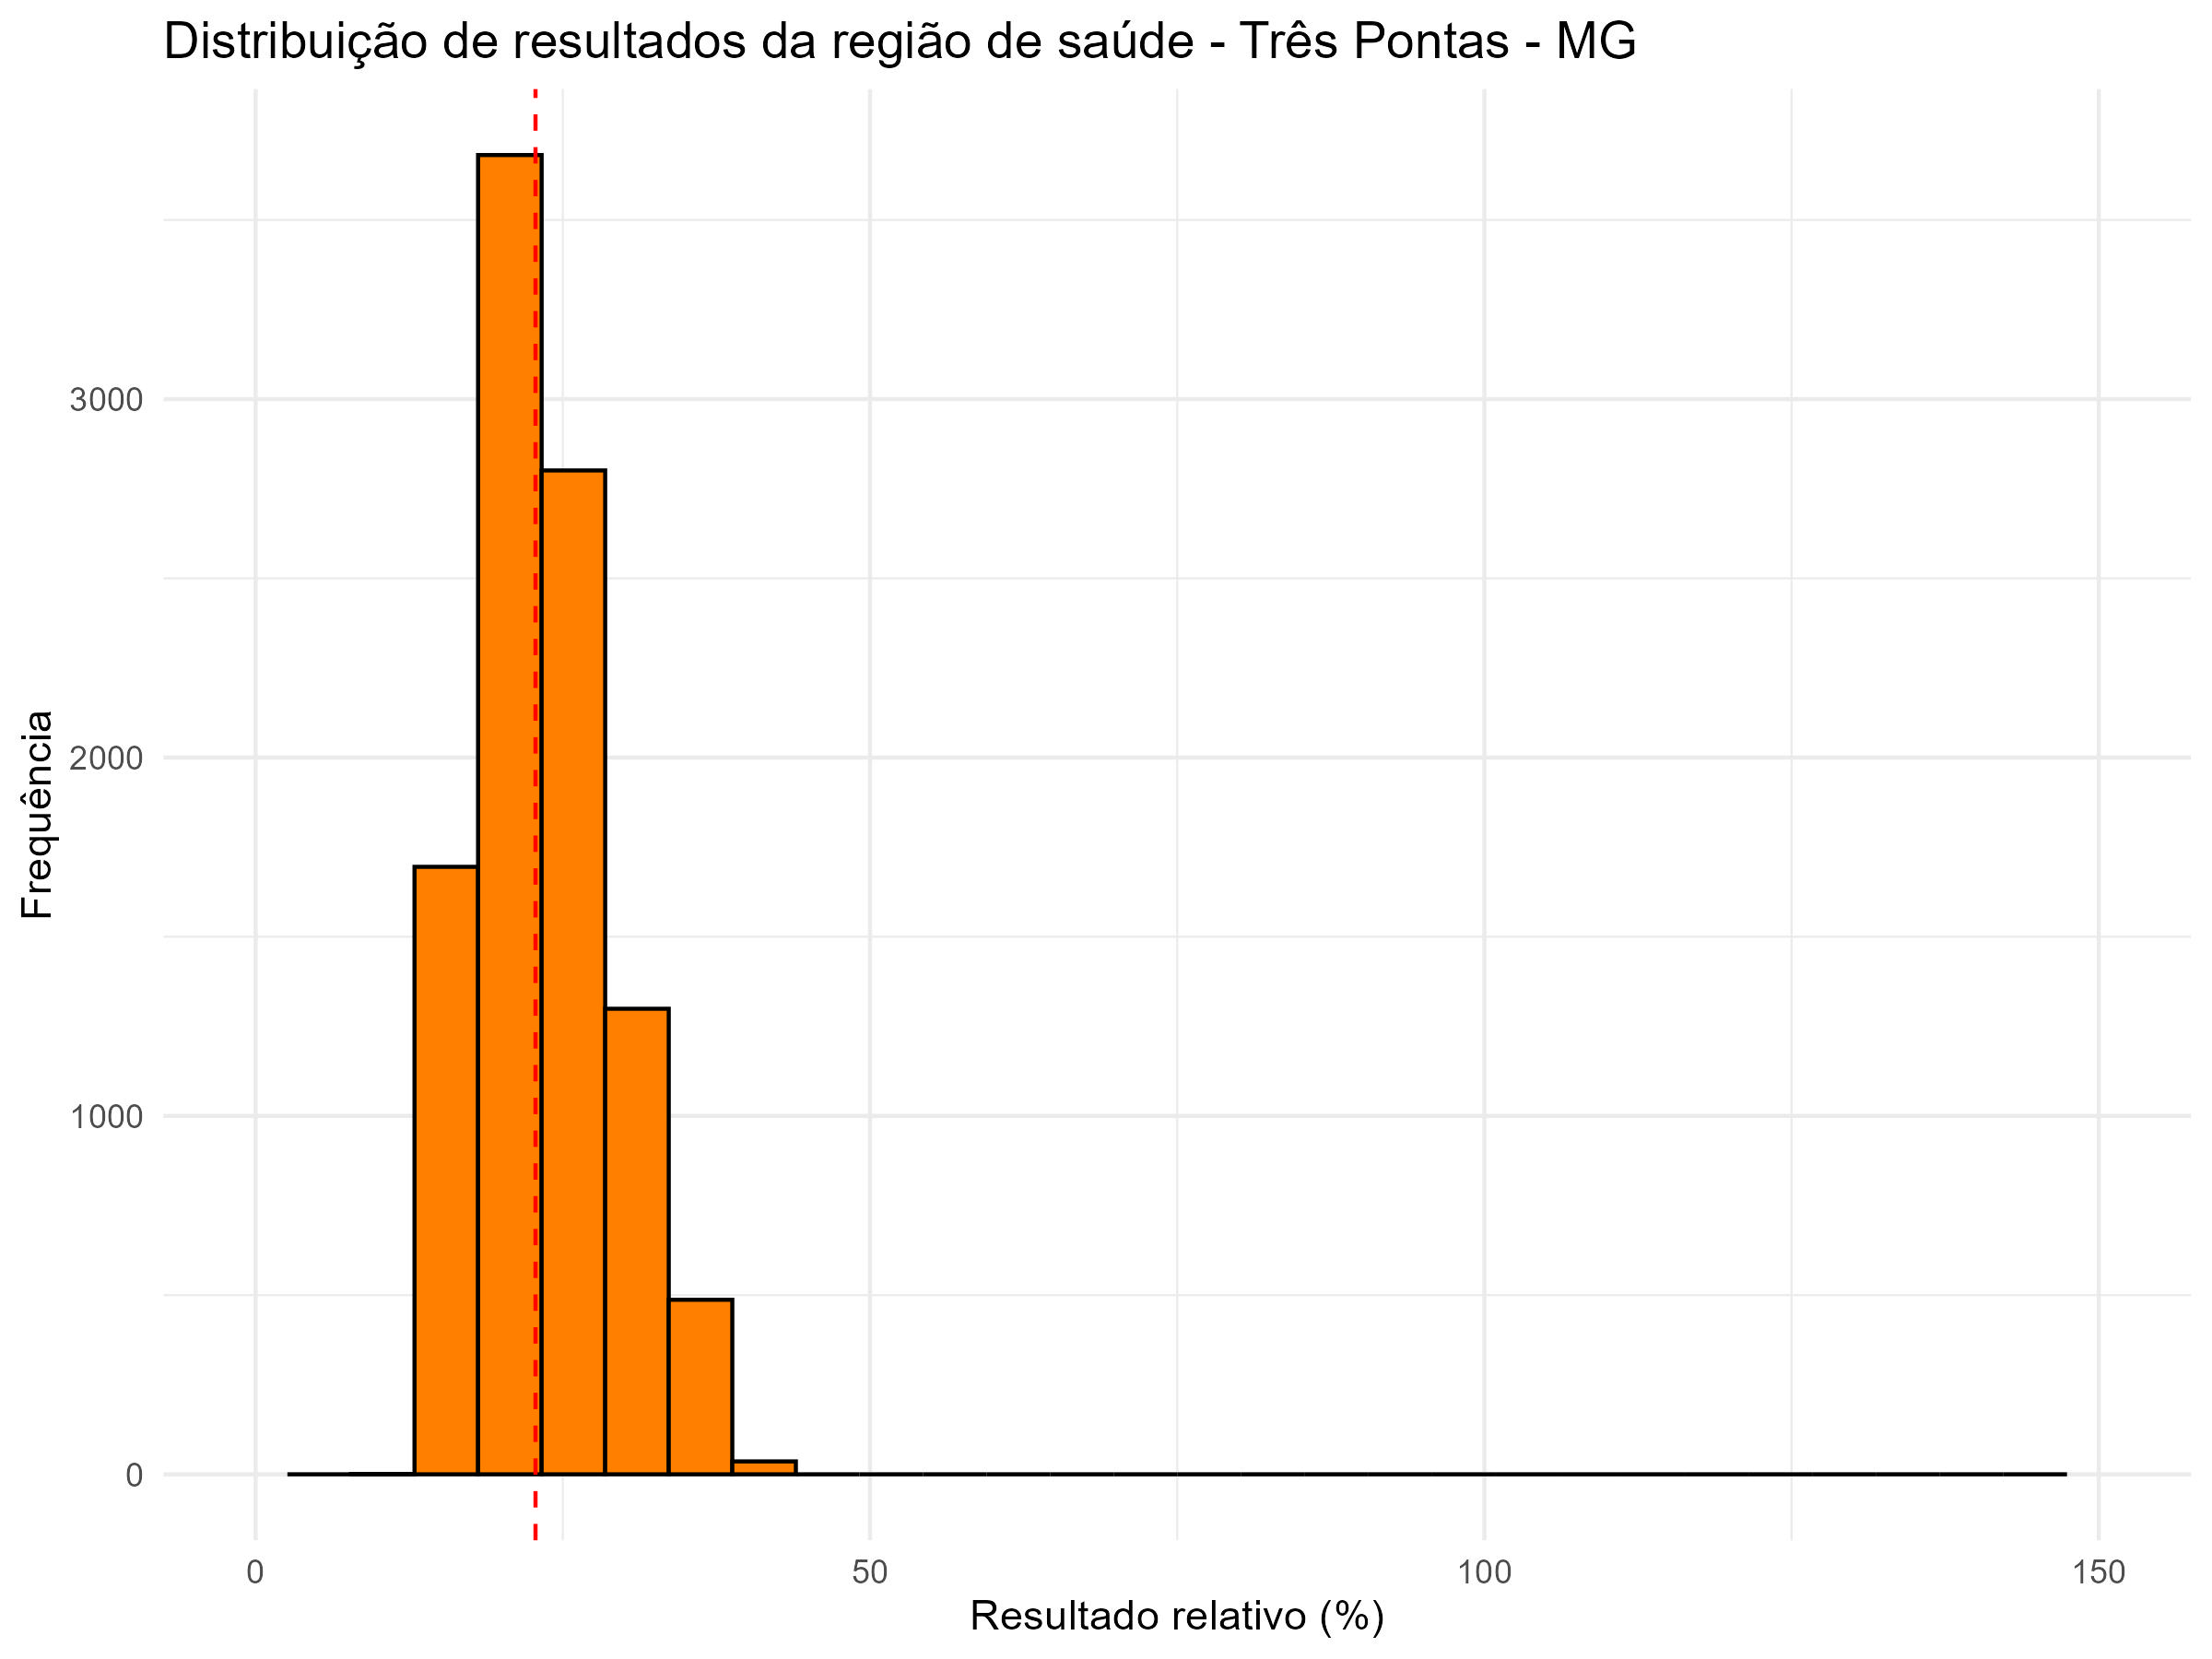 Distribuição de resultados da região de saúde - Três Pontas - MG
Frequência
3000
2000
1000
0
0
50
100
150
Resultado relativo (%)